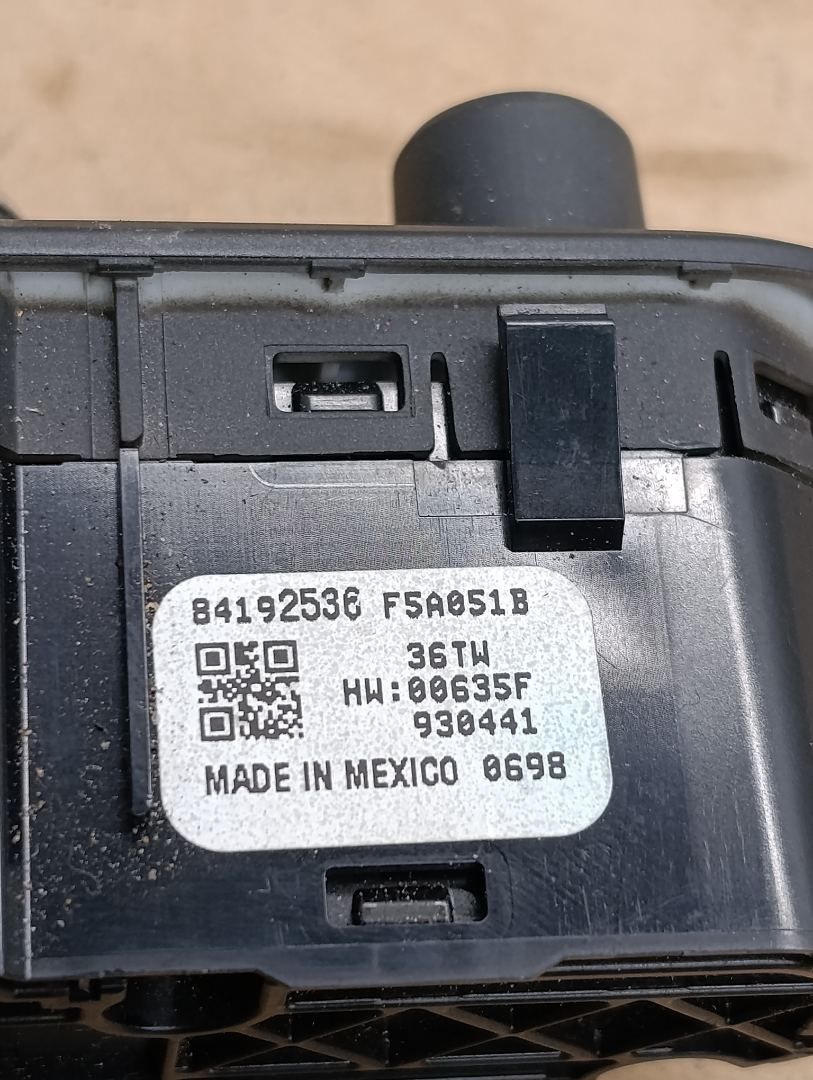 84192536 F5A051B
36TW
HW:00635F
930441
MADE IN MEXICO 0698